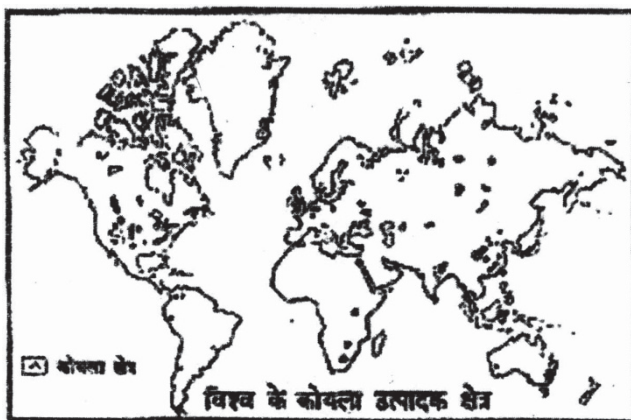 कोयला क्षेत्र
विश्व के कोयला उत्पादक क्षेत्र